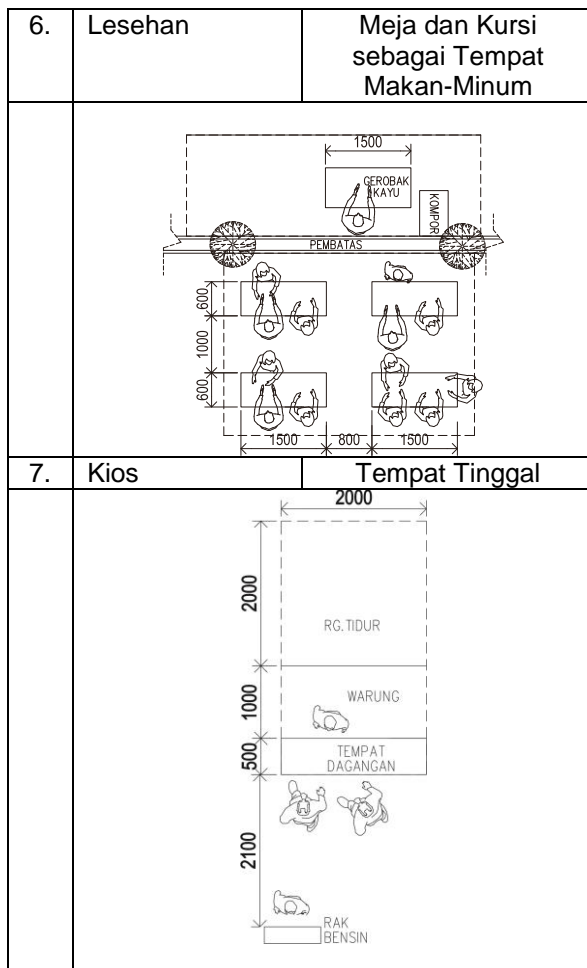 6. Lesehan Meja dan Kursi
sebagai Tempat
Makan-Minum
1500
GEROBAK
KAYU
KOMPOR
PEMBATAS
600
1000
600
1500 800 1500
7. Kios Tempat Tinggal
2000
2000
RG.TIDUR
1000
WARUNG
500
TEMPAT
DAGANGAN
2100
RAK
BENSIN